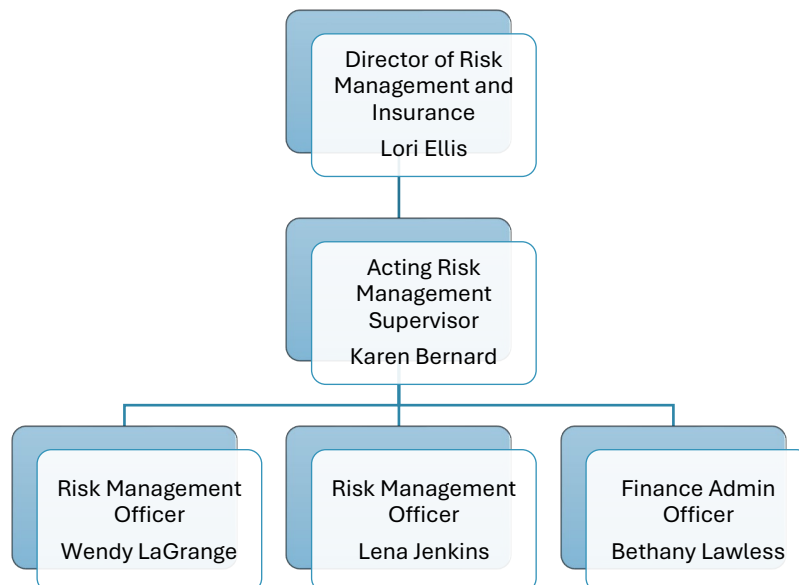 Director of Risk
Management and
Insurance
Lori Ellis
Acting Risk
Management
Supervisor
Karen Bernard
Risk Management
Officer
Wendy LaGrange
Risk Management
Officer
Lena Jenkins
Finance Admin
Officer
Bethany Lawless